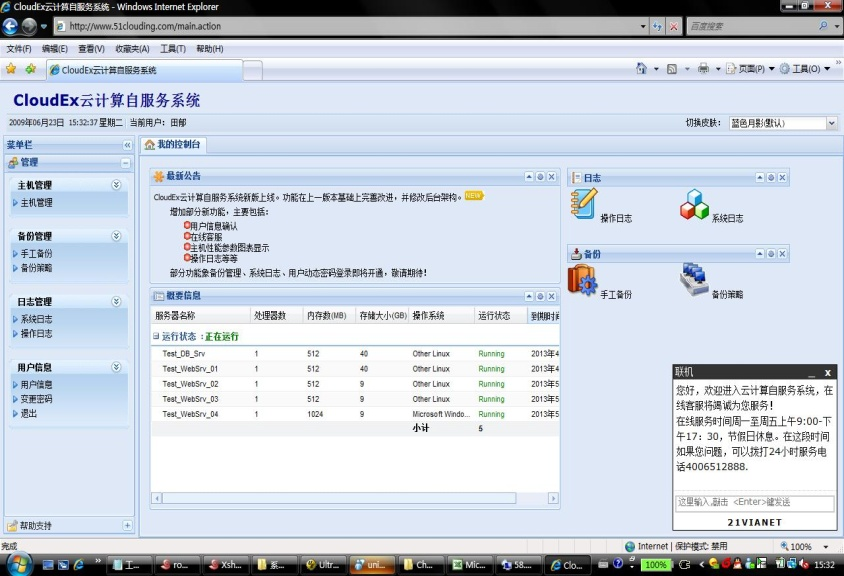 CloudEx云计算自服务系统 - Windows Internet Explorer
http://www.51clouding.com/main.action
百度搜索
文件(F) 编辑(E) 查看(V) 收藏夹(A) 工具(T) 帮助(H)
CloudEx云计算自服务系统
页面(P) 工具(O)
CloudEx云计算自服务系统
2009年06月23日 15:32:37 星期二 当前用户: 田郁
切换皮肤: 蓝色月影(默认)
菜单栏
管理
主机管理
主机管理
备份管理
手工备份
备份策略
日志管理
系统日志
操作日志
用户信息
用户信息
变更密码
退出
帮助支持
我的控制台
最新公告
CloudEx云计算自服务系统新版上线。功能在上一版本基础上完善改进，并修改后台架构。 NEW
增加部分新功能，主要包括:
用户信息确认
在线客服
主机性能参数图表显示
操作日志等等
部分功能象备份管理、系统日志、用户动态密码登录即将开通，敬请期待!
概要信息
服务器名称 处理器数 内存数(MB) 存储大小(GB) 操作系统 运行状态 到期时间
运行状态 : 正在运行
Test_DB_Srv 1 512 40 Other Linux Running 2013年4
Test_WebSrv_01 1 512 40 Other Linux Running 2013年4
Test_WebSrv_02 1 512 9 Other Linux Running 2013年5
Test_WebSrv_03 1 512 9 Other Linux Running 2013年5
Test_WebSrv_04 1 1024 9 Microsoft Windo... Running 2013年5
小计 5
日志
操作日志 系统日志
备份
手工备份 备份策略
联机 _ x
您好，欢迎进入云计算自服务系统，在
线客服将竭诚为您服务!
在线服务时间周一至周五上午9:00-下
午17：30，节假日休息。在这段时间
如果您问题，可以拨打24小时服务电
话4006512888.
这里输入,敲击 <Enter>键发送
21VIANET
完成
Internet | 保护模式: 禁用
100%
工... ro... Xsh... 系... Ultr... uni... Ch... Mic... 58.... Clo...
100%
15:32